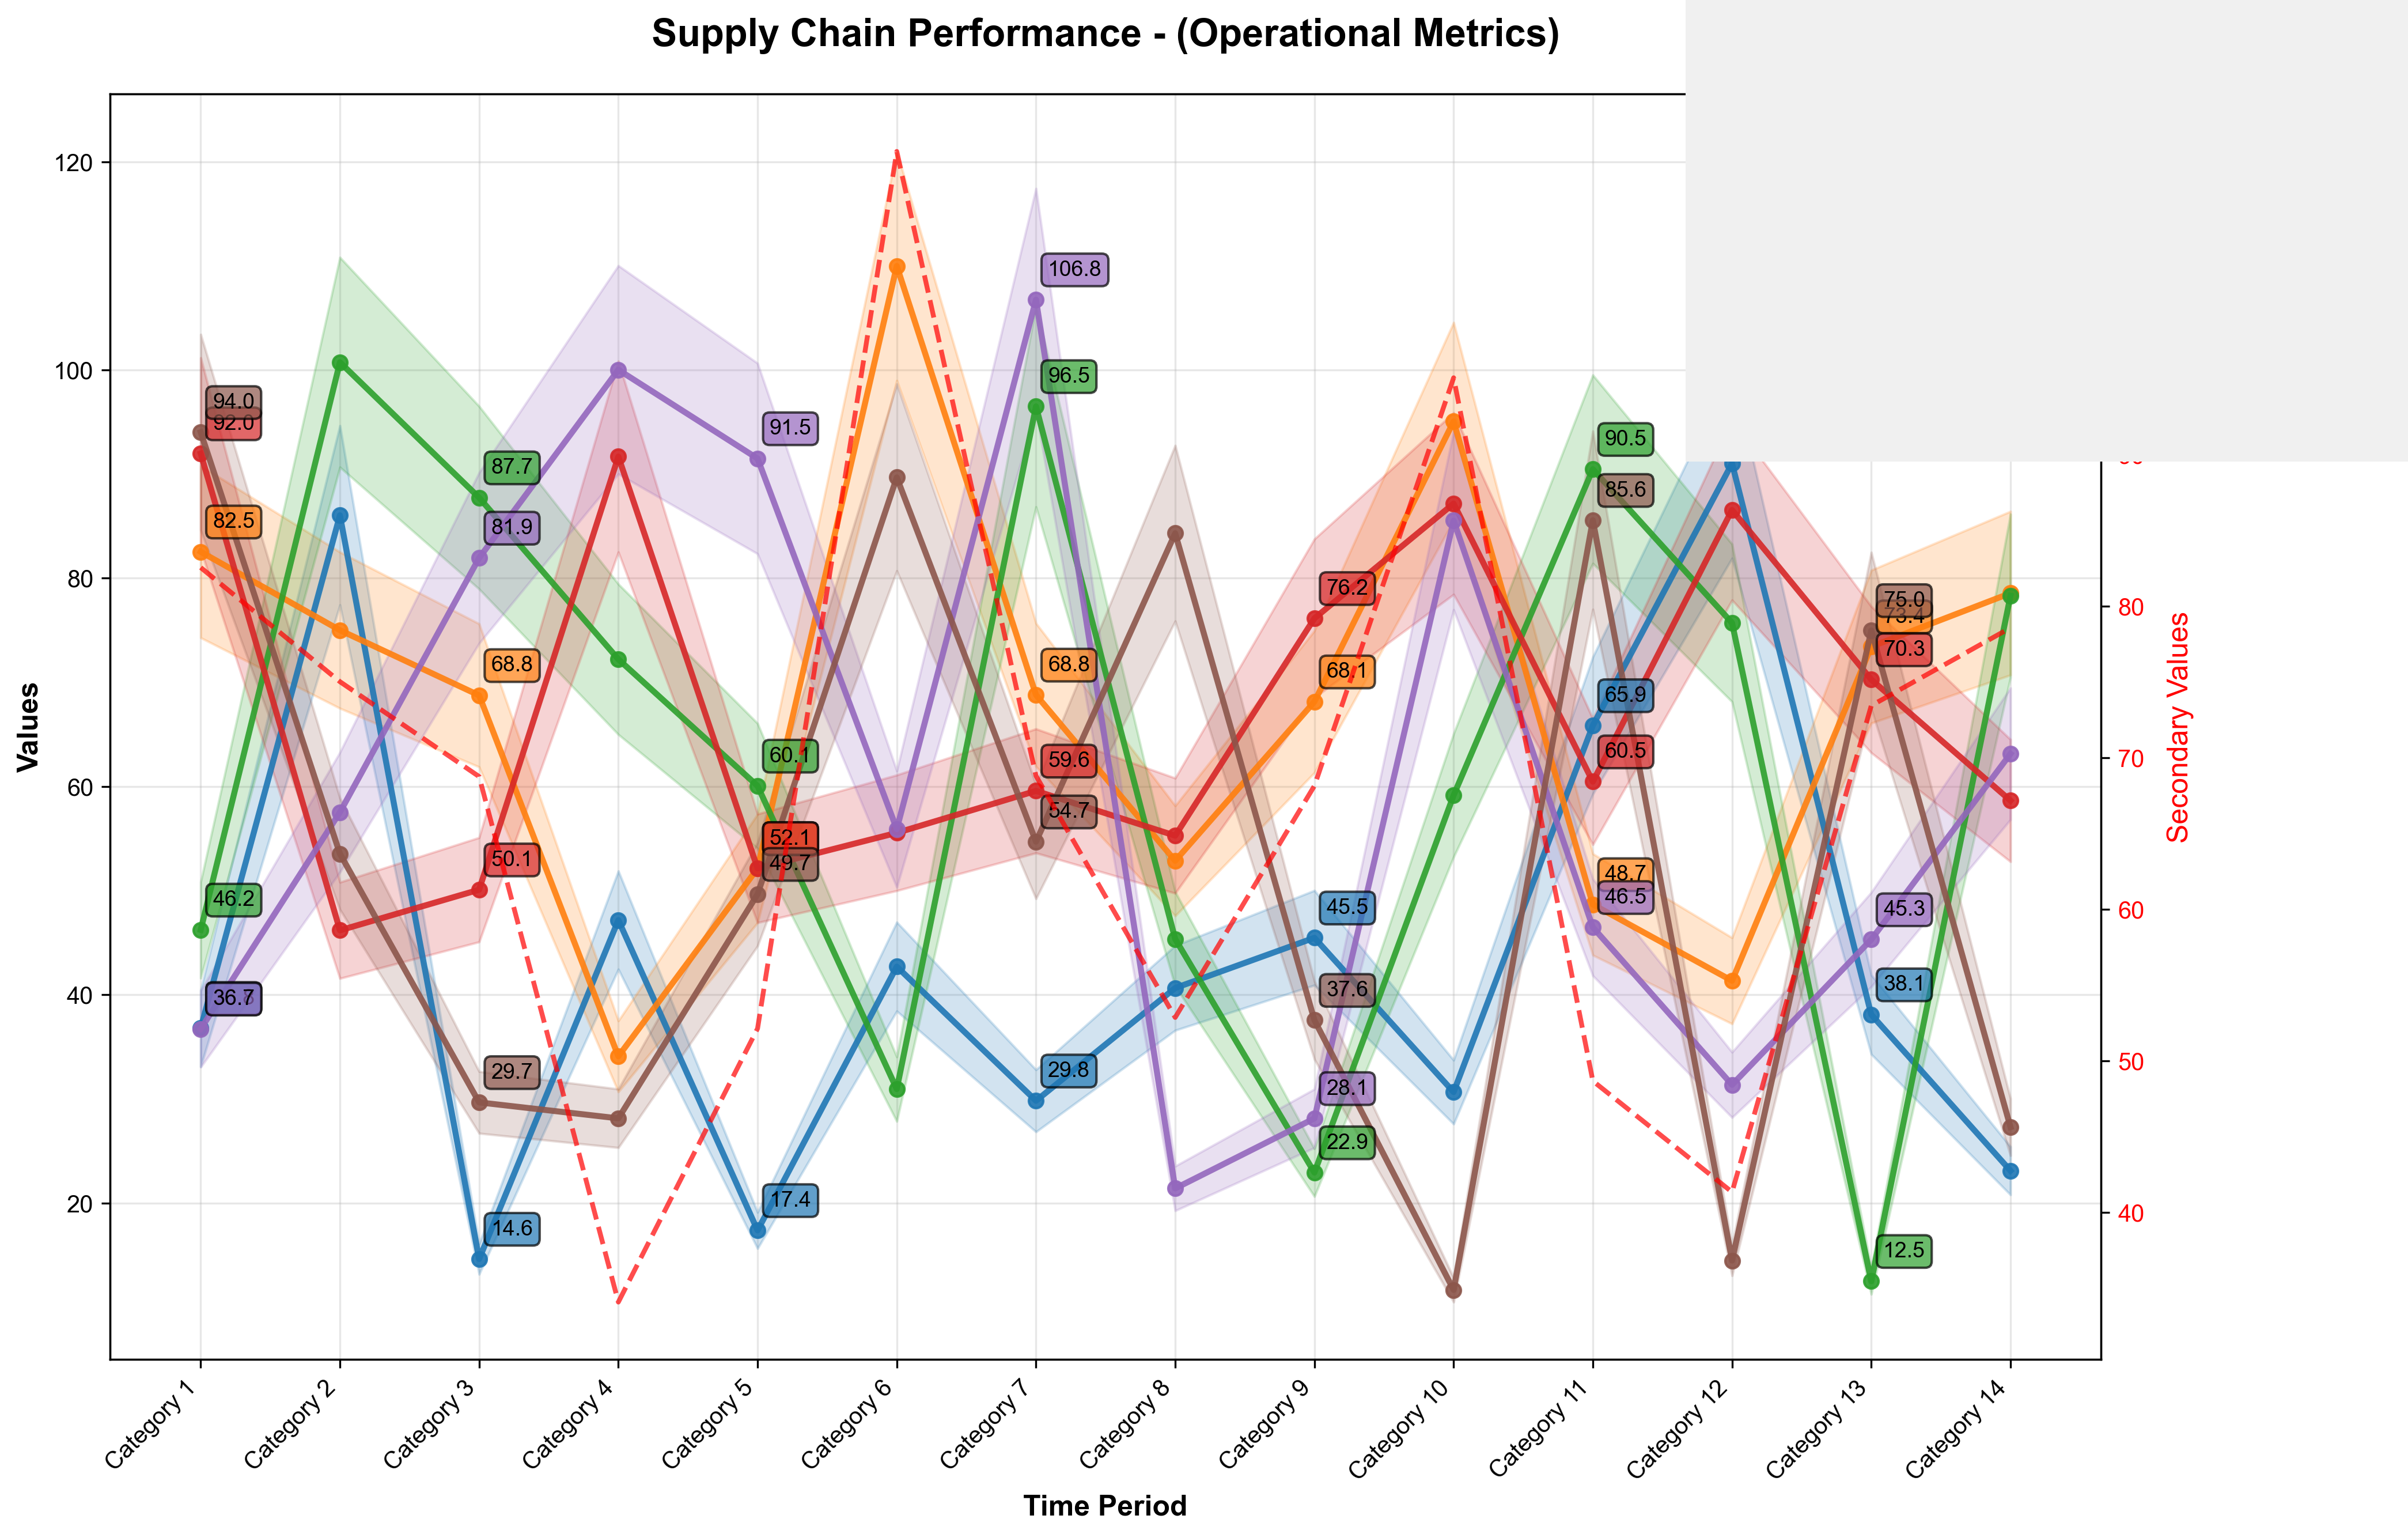 Supply Chain Performance - (Operational Metrics)
120
100
80
60
40
20
Values
94.0
92.0
82.5
46.2
36.7
87.7
81.9
68.8
50.1
29.7
14.6
91.5
60.1
52.1
49.7
17.4
106.8
96.5
68.8
59.6
54.7
29.8
76.2
68.1
45.5
37.6
28.1
22.9
90.5
85.6
65.9
60.5
48.7
46.5
75.0
73.4
70.3
45.3
38.1
12.5
80
70
60
50
40
Secondary Values
Category 1
Category 2
Category 3
Category 4
Category 5
Category 6
Category 7
Category 8
Category 9
Category 10
Category 11
Category 12
Category 13
Category 14
Time Period